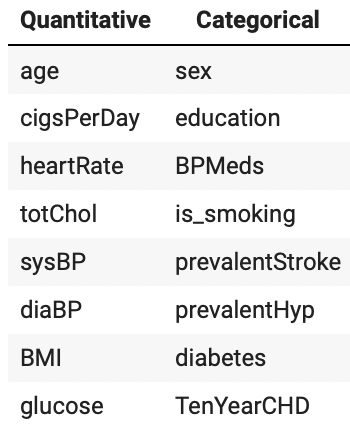 Quantitative Categorical
age sex
cigsPerDay education
heartRate BPMeds
totChol is_smoking
sysBP prevalentStroke
diaBP prevalentHyp
BMI diabetes
glucose TenYearCHD